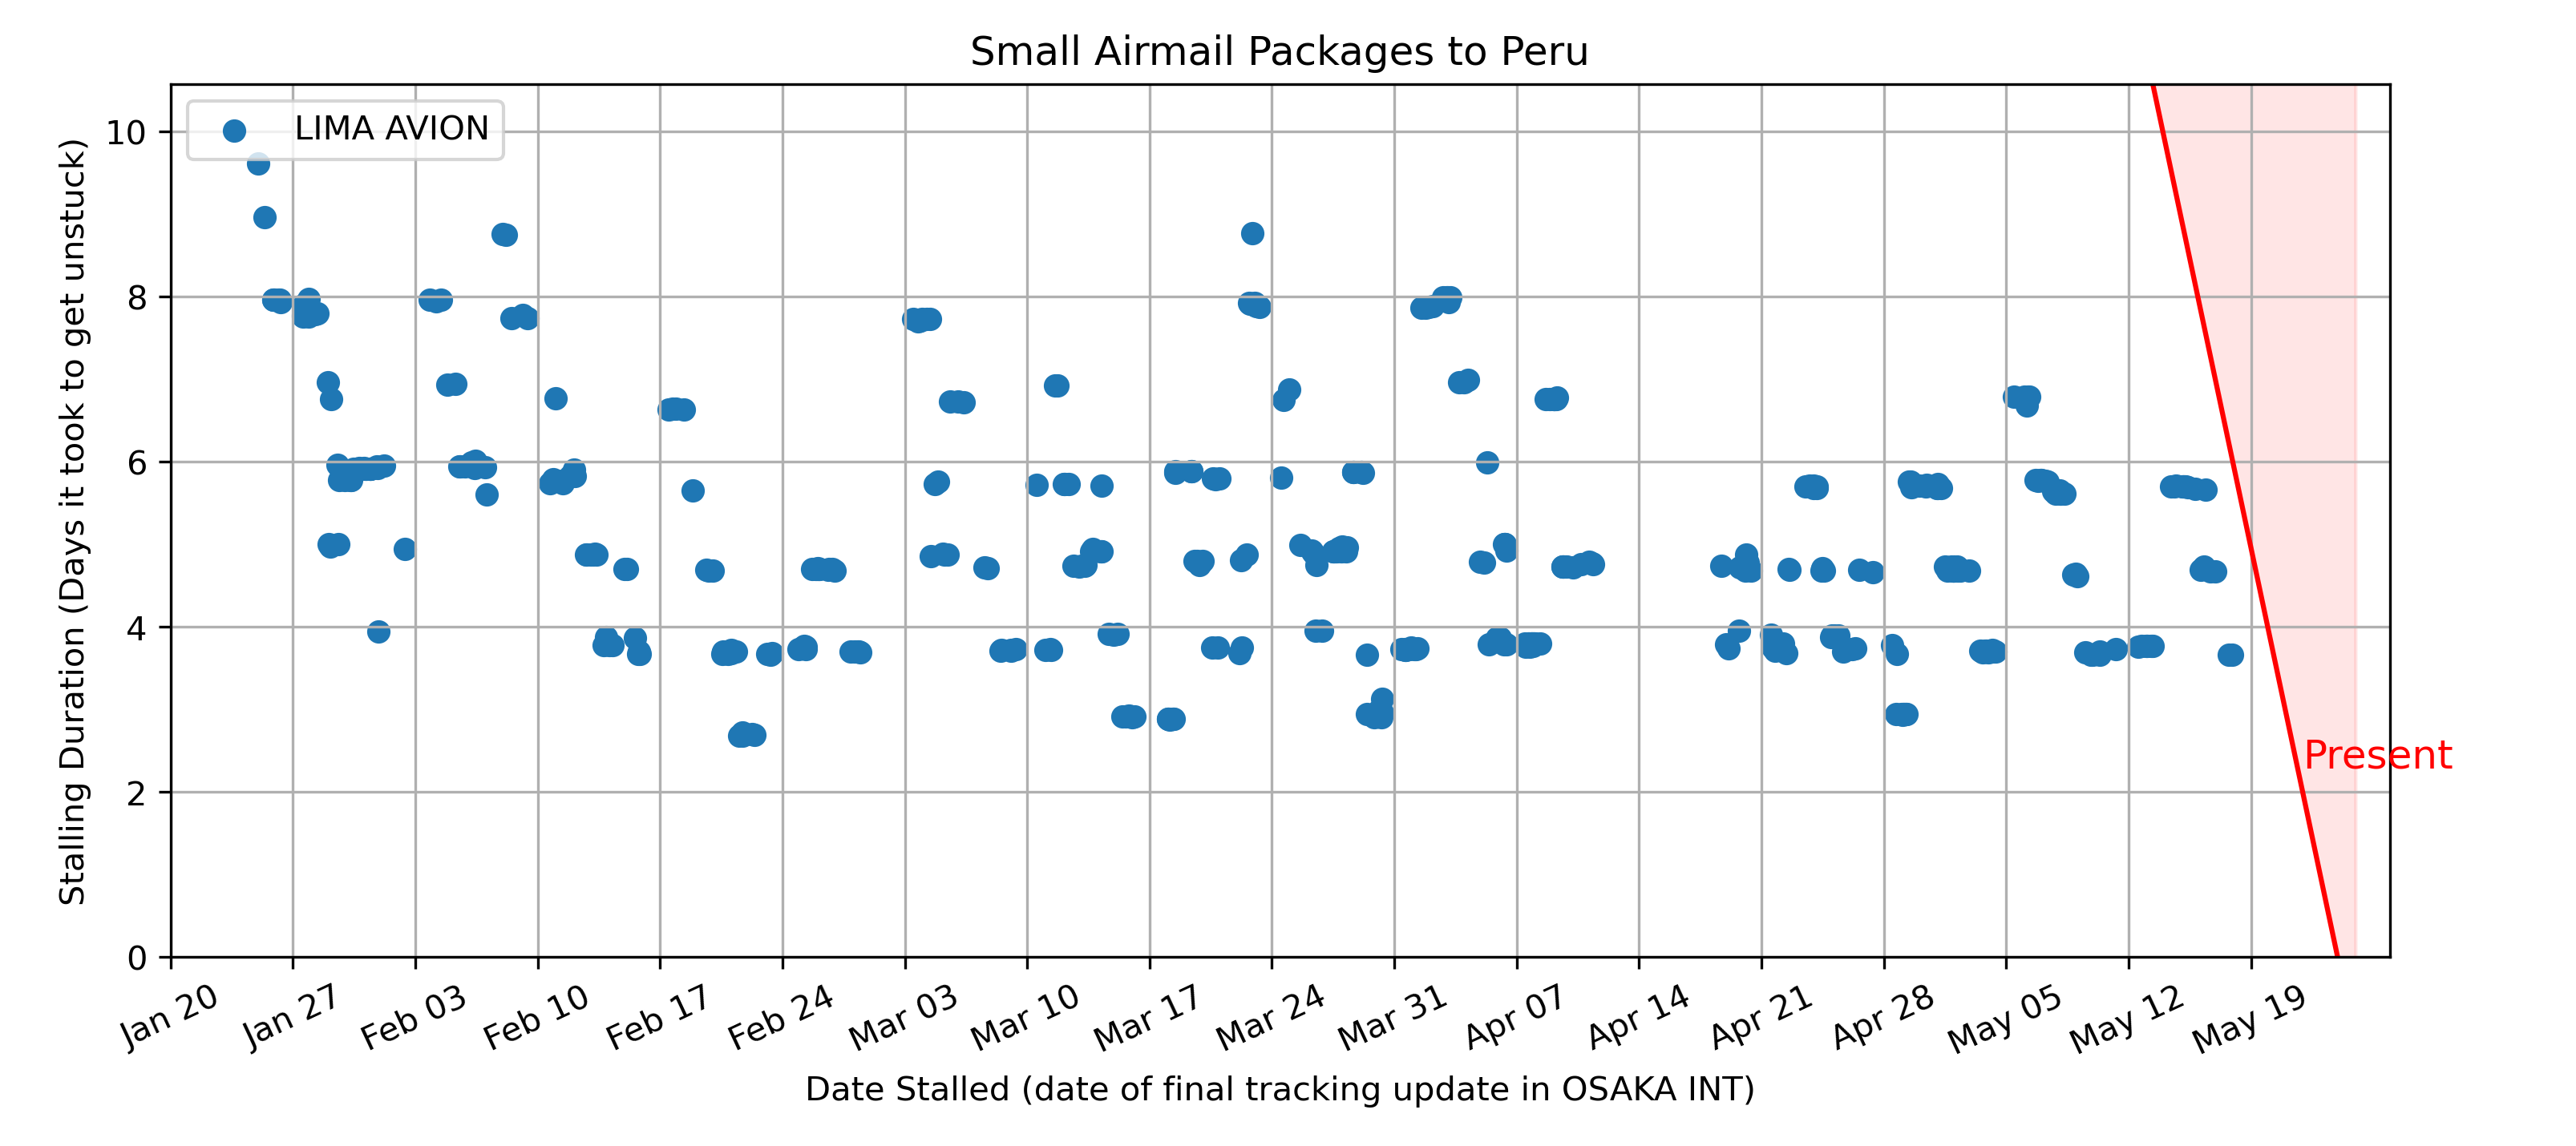 Small Airmail Packages to Peru
LIMA AVION
Stalling Duration (Days it took to get unstuck)
10
8
6
4
2
0
Present
Jan 20
Jan 27
Feb 03
Feb 10
Feb 17
Feb 24
Mar 03
Mar 10
Mar 17
Mar 24
Mar 31
Apr 07
Apr 14
Apr 21
Apr 28
May 05
May 12
May 19
Date Stalled (date of final tracking update in OSAKA INT)